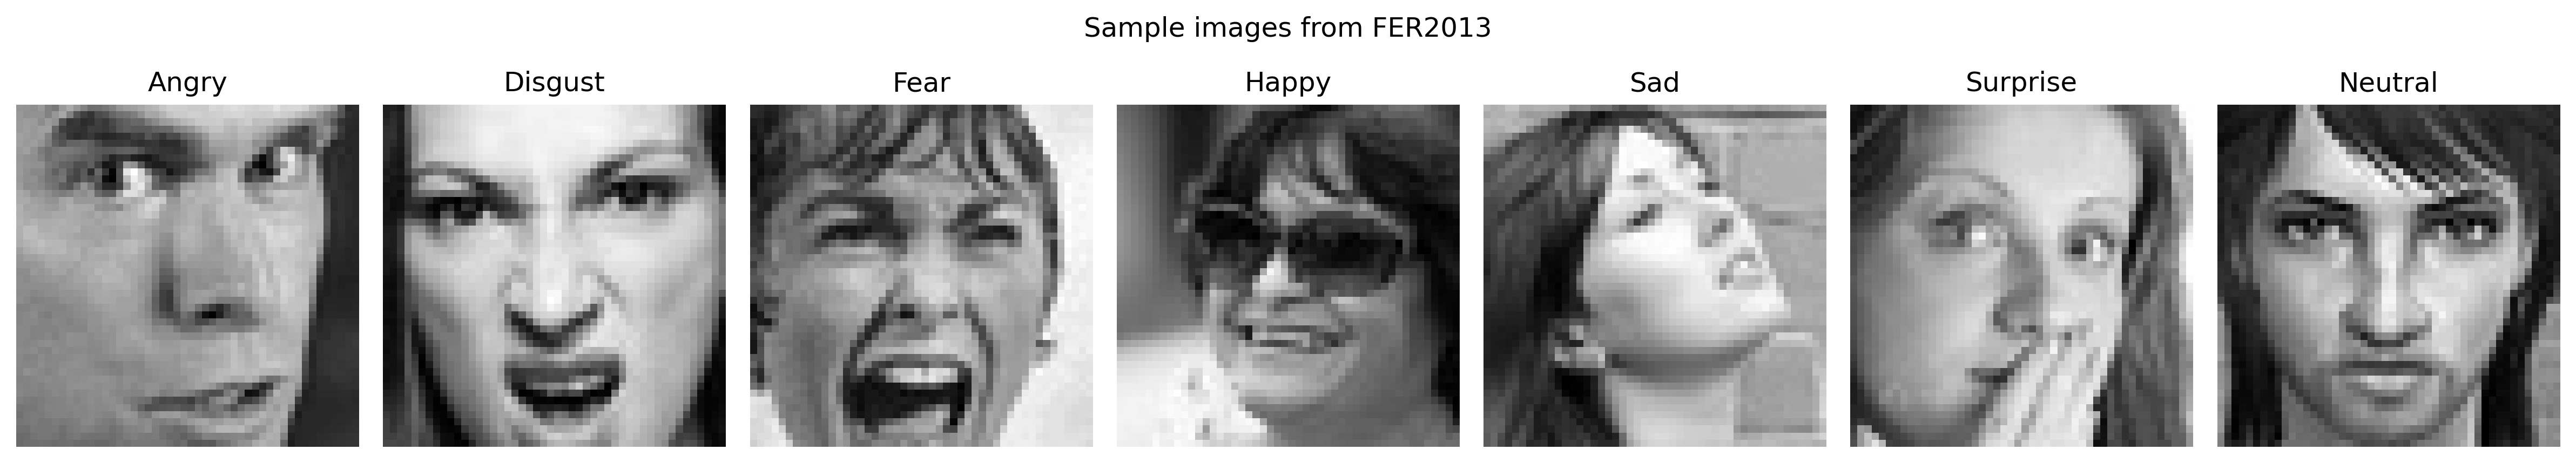 Sample images from FER2013
Angry Disgust Fear Happy Sad Surprise Neutral